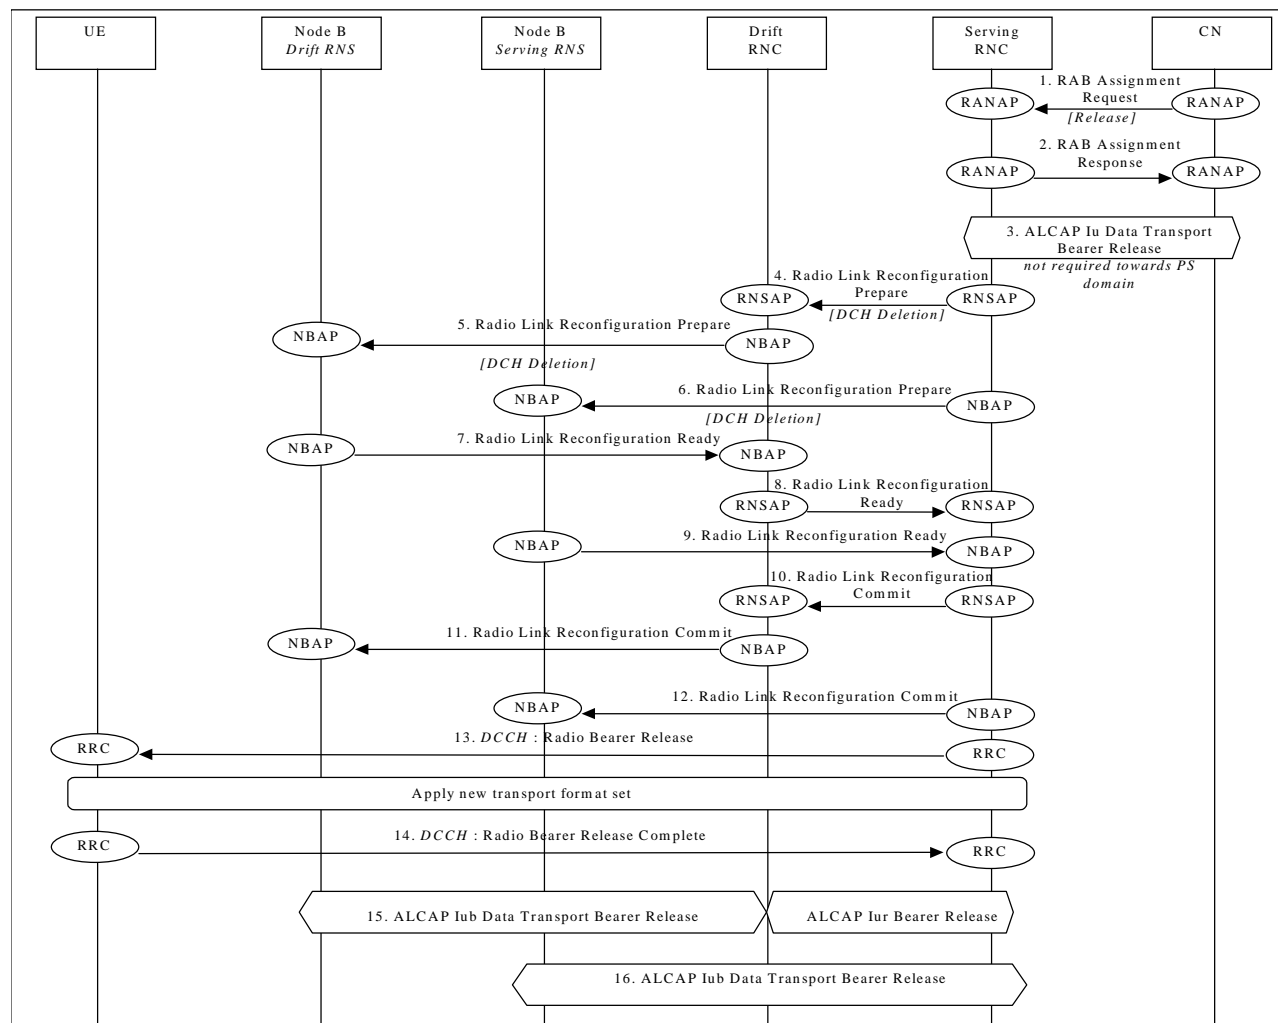 UE
Node B
Drift RNS
Node B
Serving RNS
Drift
RNC
Serving
RNC
CN
1. RAB Assignment
Request
RANAP
RANAP
[Release]
2. RAB Assignment
Response
RANAP
RANAP
3. ALCAP Iu Data Transport
Bearer Release
not required towards PS
domain
4. Radio Link Reconfiguration
Prepare
RNSAP
RNSAP
[DCH Deletion]
5. Radio Link Reconfiguration Prepare
NBAP
NBAP
[DCH Deletion]
6. Radio Link Reconfiguration Prepare
NBAP
NBAP
[DCH Deletion]
7. Radio Link Reconfiguration Ready
NBAP
NBAP
8. Radio Link Reconfiguration
Ready
RNSAP
RNSAP
9. Radio Link Reconfiguration Ready
NBAP
NBAP
10. Radio Link Reconfiguration
Commit
RNSAP
RNSAP
11. Radio Link Reconfiguration Commit
NBAP
NBAP
12. Radio Link Reconfiguration Commit
NBAP
NBAP
13. DCCH : Radio Bearer Release
RRC
RRC
Apply new transport format set
14. DCCH : Radio Bearer Release Complete
RRC
RRC
15. ALCAP Iub Data Transport Bearer Release
ALCAP Iur Bearer Release
16. ALCAP Iub Data Transport Bearer Release